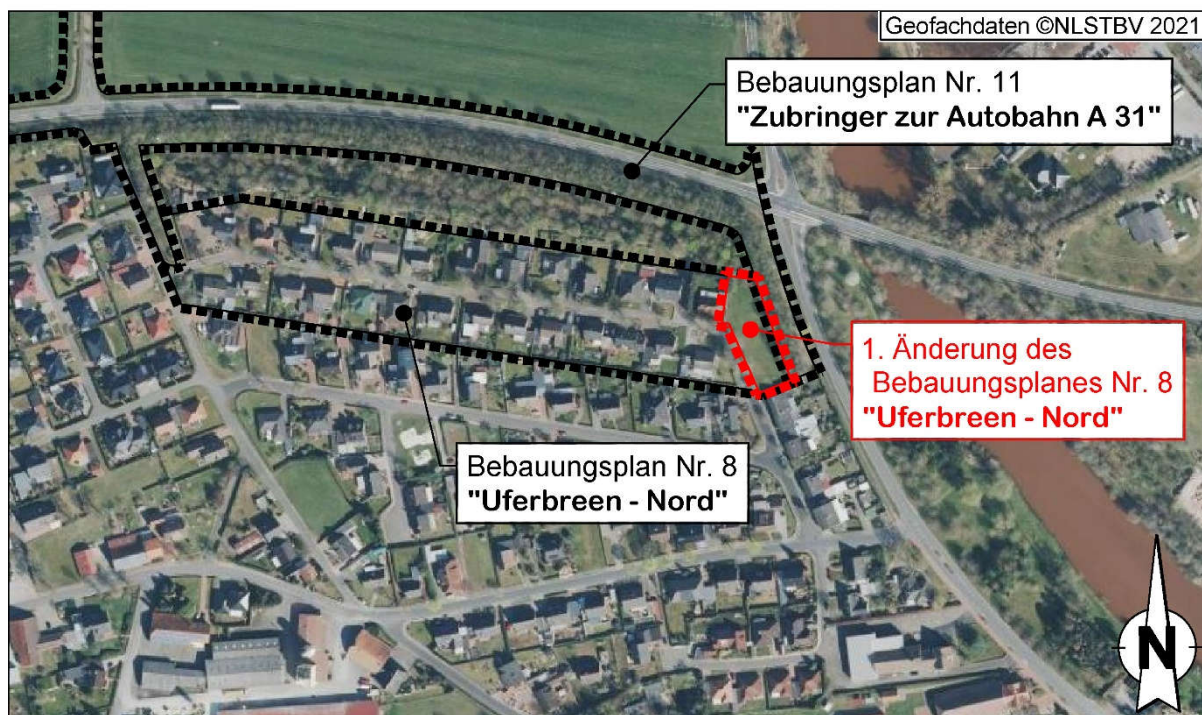 Geofachdaten ©NLSTBV 2021
Bebauungsplan Nr. 11
"Zubringer zur Autobahn A 31"
1. Änderung des
Bebauungsplanes Nr. 8
"Uferbreen - Nord"
Bebauungsplan Nr. 8
"Uferbreen - Nord"
N